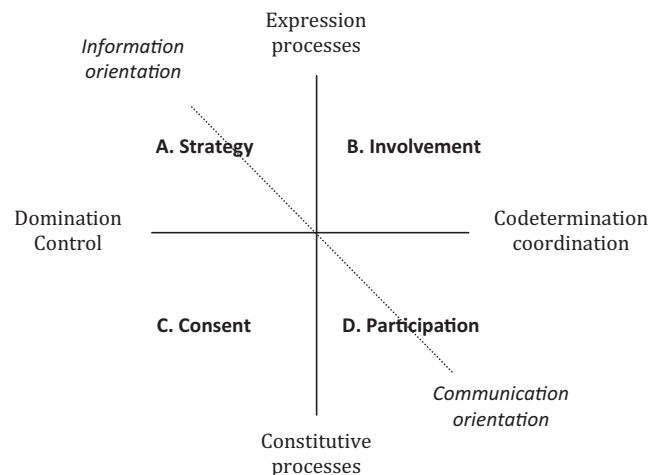 Expression
processes
Information
orientation
A. Strategy
B. Involvement
Domination
Control
Codetermination
coordination
C. Consent
D. Participation
Communication
orientation
Constitutive
processes